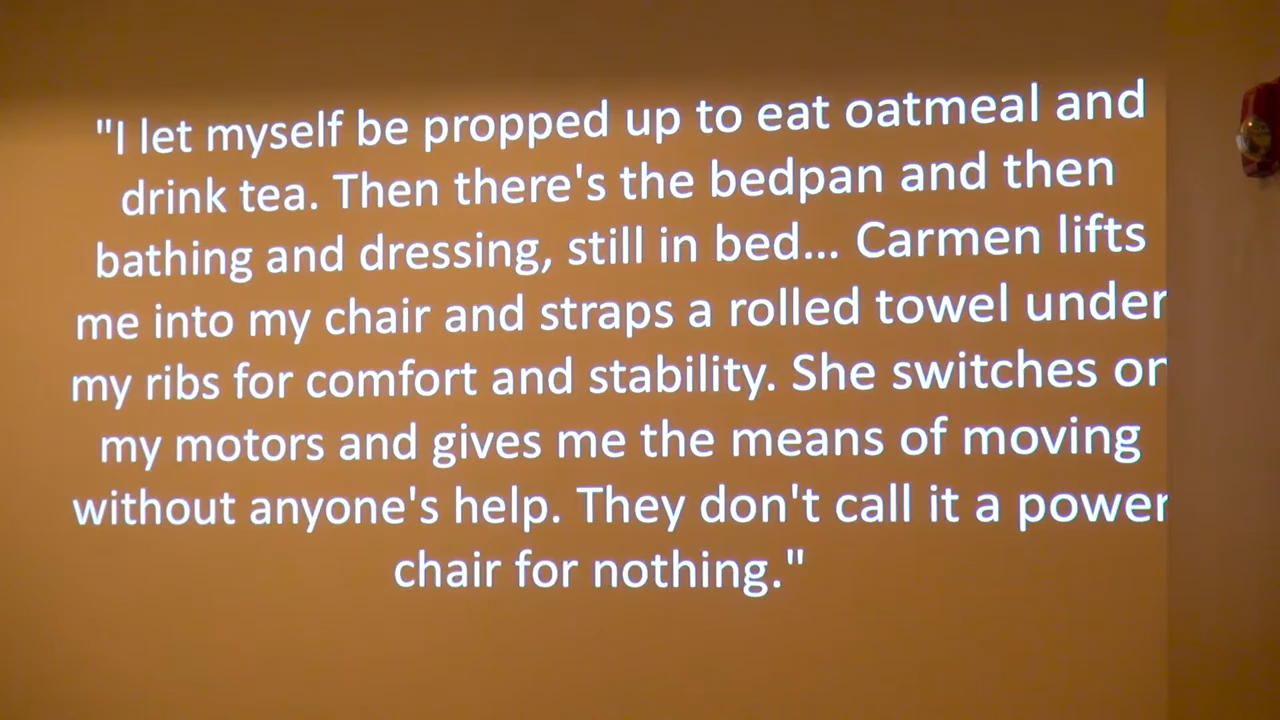 "I let myself be propped up to eat oatmeal and
drink tea. Then there's the bedpan and then
bathing and dressing, still in bed... Carmen lifts
me into my chair and straps a rolled towel under
my ribs for comfort and stability. She switches on
my motors and gives me the means of moving
without anyone's help. They don't call it a power
chair for nothing."